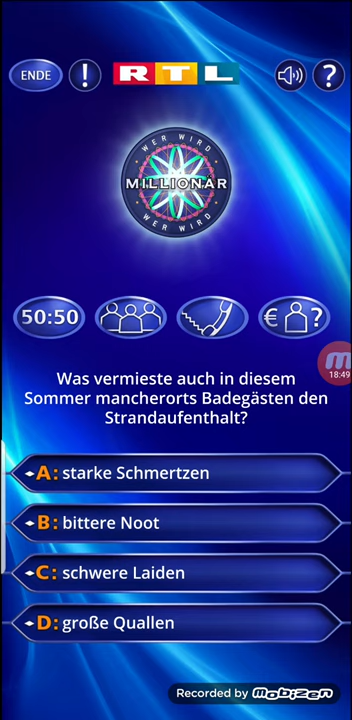 ENDE
!
RTL
?
WER WIRD
MILLIONÄR
WER WIRD
50:50
€ ?
18:49
Was vermieste auch in diesem
Sommer mancherorts Badegästen den
Strandaufenthalt?
A: starke Schmertzen
B: bittere Noot
C: schwere Laiden
D: große Quallen
Recorded by mobizen